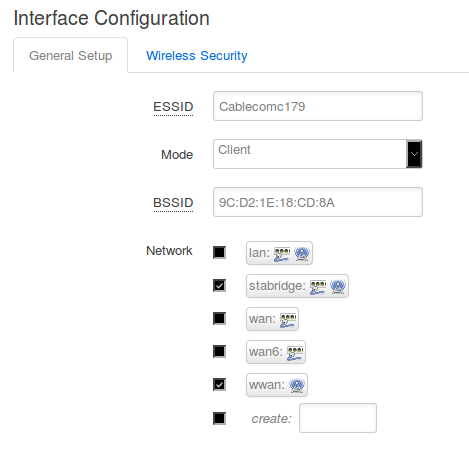 Interface Configuration
General Setup Wireless Security
ESSID Cablecomc179
Mode Client
BSSID 9C:D2:1E:18:CD:8A
Network lan:
stabridge:
wan:
wan6:
wwan:
create: